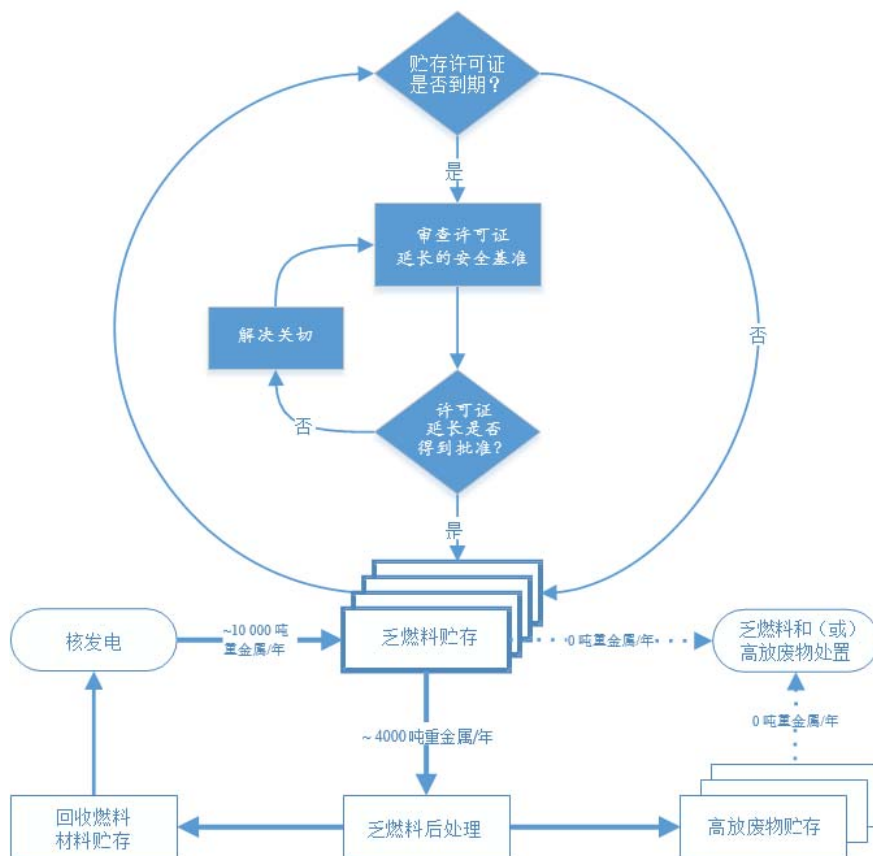 贮存许可证
是否到期？
是
审查许可证
延长的安全基准
解决关切
否
许可证
延长是否
得到批准？
否
是
核发电
~10 000 吨
重金属/年
乏燃料贮存
0 吨重金属/年
乏燃料和（或）
高放废物处置
~ 4000 吨重金属/年
0 吨重金属/年
回收燃料
材料贮存
乏燃料后处理
高放废物贮存